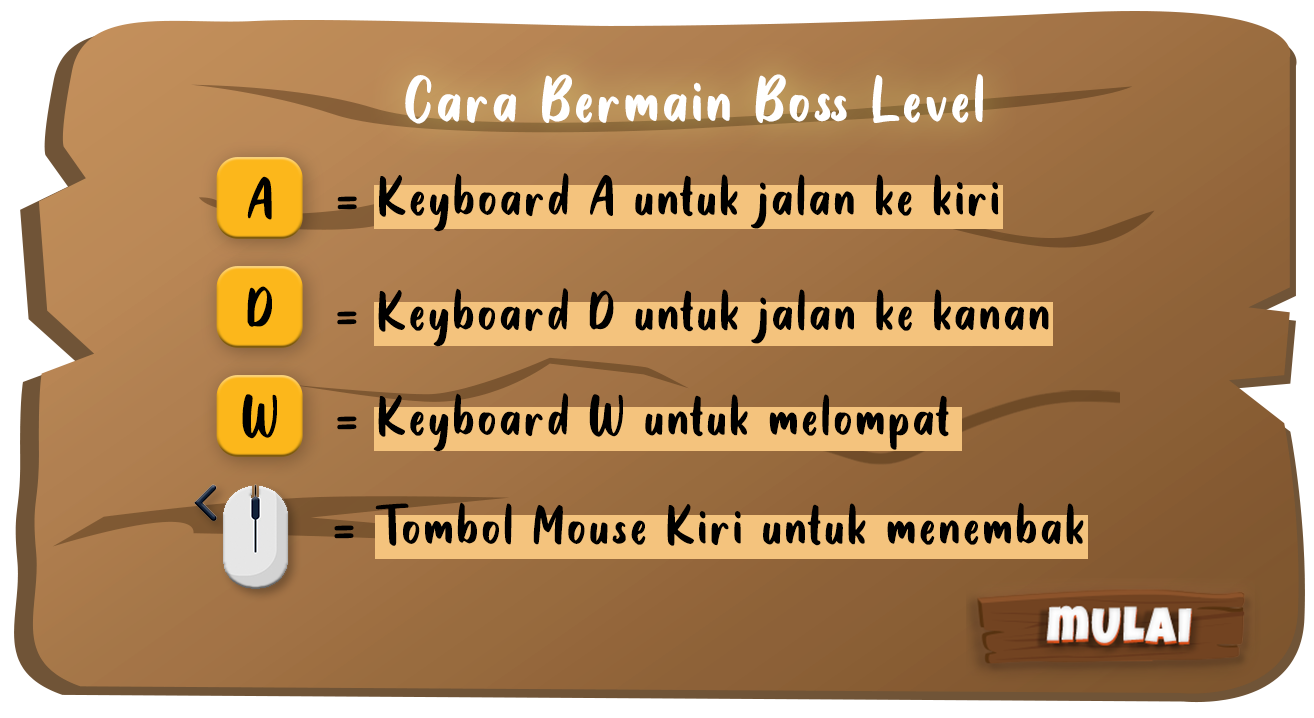 Cara Bermain Boss Level
A = Keyboard A untuk jalan ke kiri
D = Keyboard D untuk jalan ke kanan
W = Keyboard W untuk melompat
= Tombol Mouse Kiri untuk menembak
MULAI